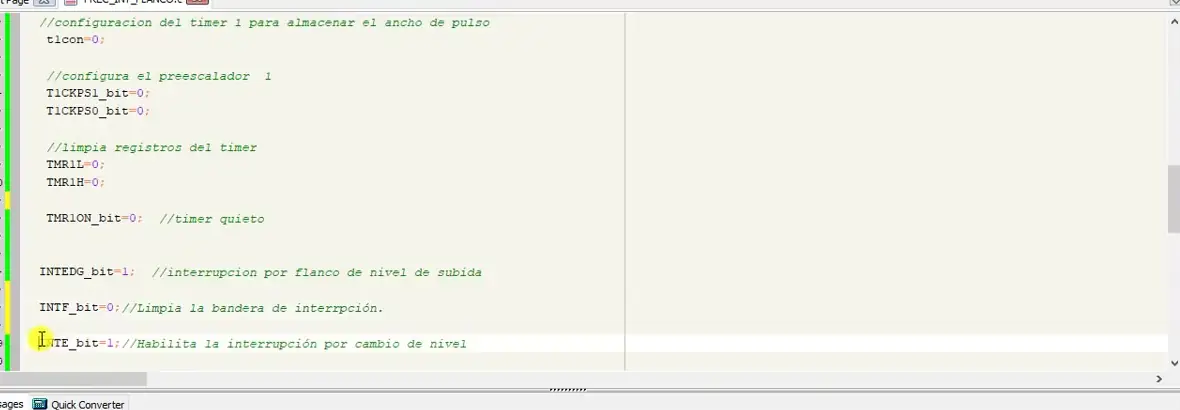 //configuracion del timer 1 para almacenar el ancho de pulso
t1con=0;
//configura el preescalador 1
T1CKPS1_bit=0;
T1CKPS0_bit=0;
//limpia registros del timer
TMR1L=0;
TMR1H=0;
TMR1ON_bit=0; //timer quieto
INTEDG_bit=1; //interrupcion por flanco de nivel de subida
INTF_bit=0;//Limpia la bandera de interrpción.
INTE_bit=1;//Habilita la interrupción por cambio de nivel
Quick Converter